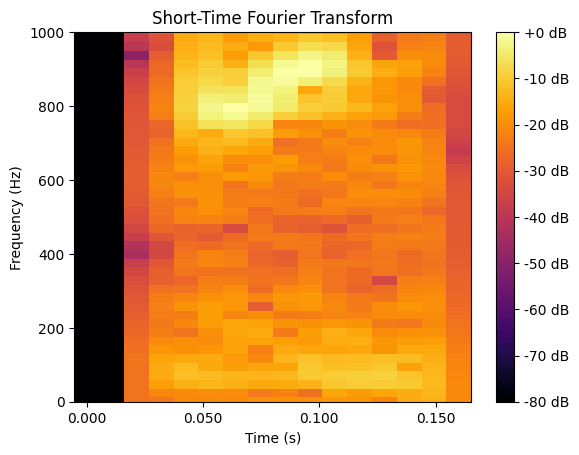 Short-Time Fourier Transform
Frequency (Hz)
1000
800
600
400
200
0
0.000
0.050
0.100
0.150
Time (s)
+0 dB
-10 dB
-20 dB
-30 dB
-40 dB
-50 dB
-60 dB
-70 dB
-80 dB